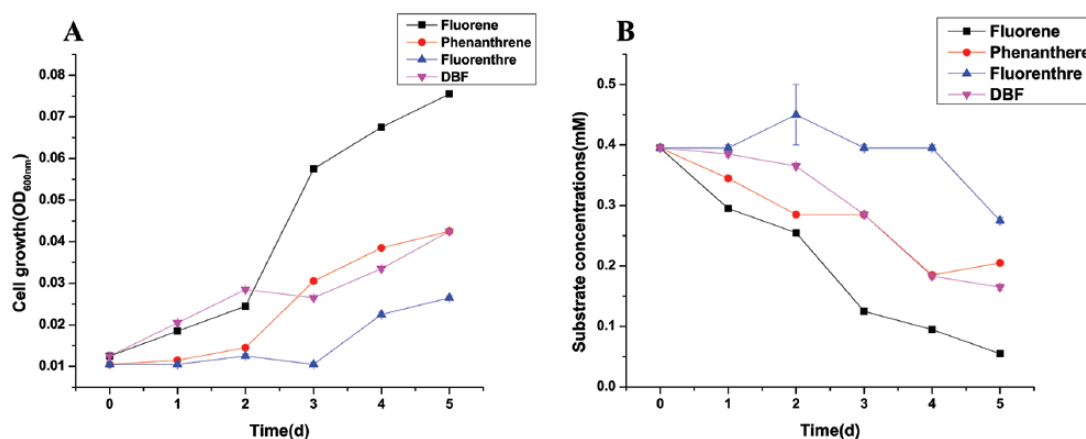 A
Fluorene
Phenanthrene
Fluorenthre
DBF
0.08
0.07
0.06
0.05
0.04
0.03
0.02
0.01
Cell growth(OD600nm)
0 1 2 3 4 5
Time(d)
B
Fluorene
Phenanthere
Fluorenthre
DBF
0.5
0.4
0.3
0.2
0.1
0.0
Substrate concentrations(mM)
0 1 2 3 4 5
Time(d)